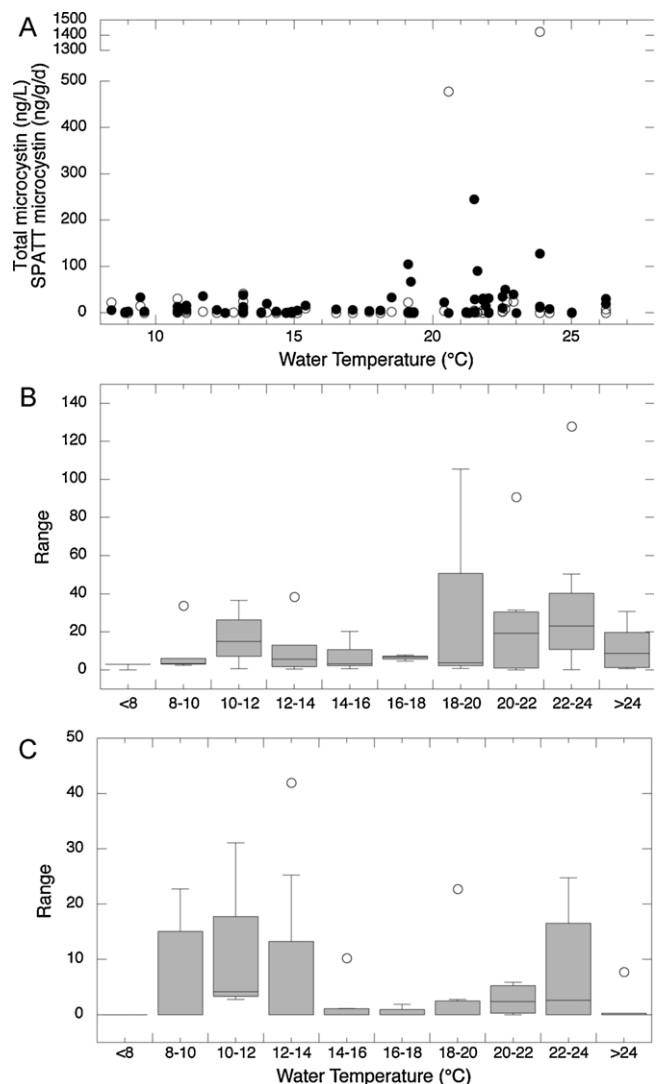 A
1500
1400
1300
500
400
300
200
100
0
Total microcystin (ng/L)
SPATT microcystin (ng/g/d)
10 15 20 25
Water Temperature (°C)
B
140
120
100
80
60
40
20
0
Range
<8 8-10 10-12 12-14 14-16 16-18 18-20 20-22 22-24 >24
C
50
40
30
20
10
0
Range
<8 8-10 10-12 12-14 14-16 16-18 18-20 20-22 22-24 >24
Water Temperature (°C)